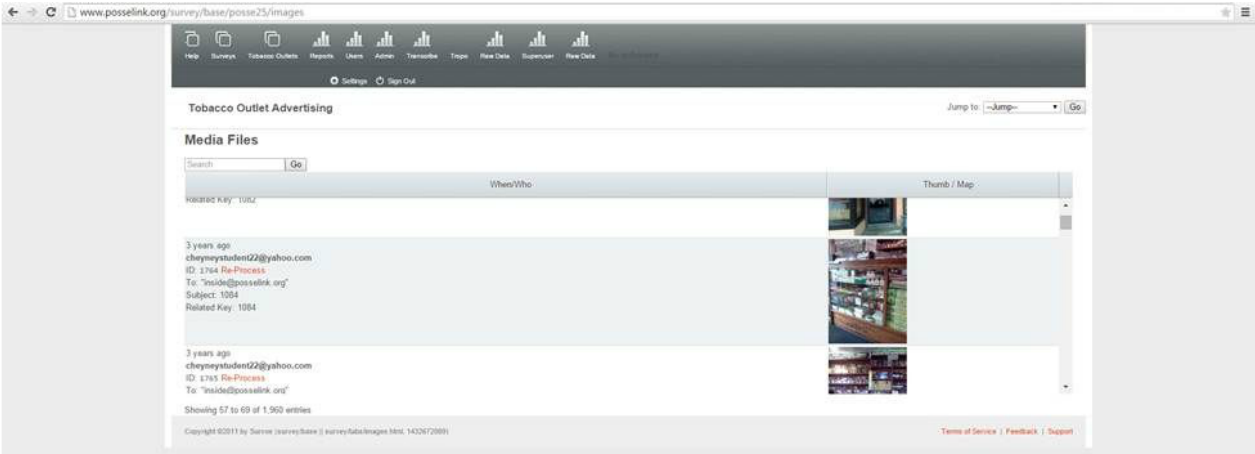 www.posselink.org/survey/base/posse25/images
Help Surveys Tobacco Outlets Reports Users Admin Transcribe Tropo Raw Data Superuser Raw Data
Settings Sign Out
Tobacco Outlet Advertising
Jump to: --Jump-- Go
Media Files
Search Go
When/Who Thumb / Map
Related Key: 1082
3 years ago
cheyneystudent22@yahoo.com
ID: 1764 Re-Process
To: "inside@posselink.org"
Subject: 1084
Related Key: 1084
3 years ago
cheyneystudent22@yahoo.com
ID: 1765 Re-Process
To: "inside@posselink.org"
Showing 57 to 69 of 1,960 entries
Copyright ©2011 by
Terms of Service | Feedback | Support